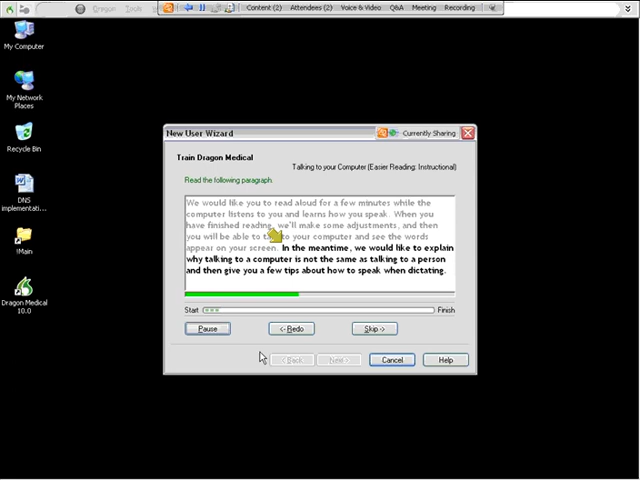 Dragon Tools
Content (2) Attendees (2) Voice & Video Q&A Meeting Recording
My Computer
My Network
Places
Recycle Bin
DNS
implementati...
!Main
Dragon Medical
10.0
New User Wizard
Currently Sharing
Train Dragon Medical
Talking to your Computer (Easier Reading: Instructional)
Read the following paragraph.
We would like you to read aloud for a few minutes while the
computer listens to you and learns how you speak. When you
have finished reading, we'll make some adjustments, and then
you will be able to to your computer and see the words
appear on your screen. In the meantime, we would like to explain
why talking to a computer is not the same as talking to a person
and then give you a few tips about how to speak when dictating.
Start Finish
Pause <- Redo Skip ->
< Back Next > Cancel Help